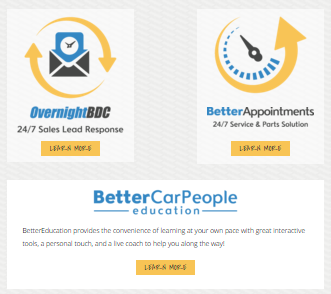 OvernightBDC
24/7 Sales Lead Response
LEARN MORE
BetterAppointments
24/7 Service & Parts Solution
LEARN MORE
BetterCarPeople
education
BetterEducation provides the convenience of learning at your own pace with great interactive
tools, a personal touch, and a live coach to help you along the way!
LEARN MORE